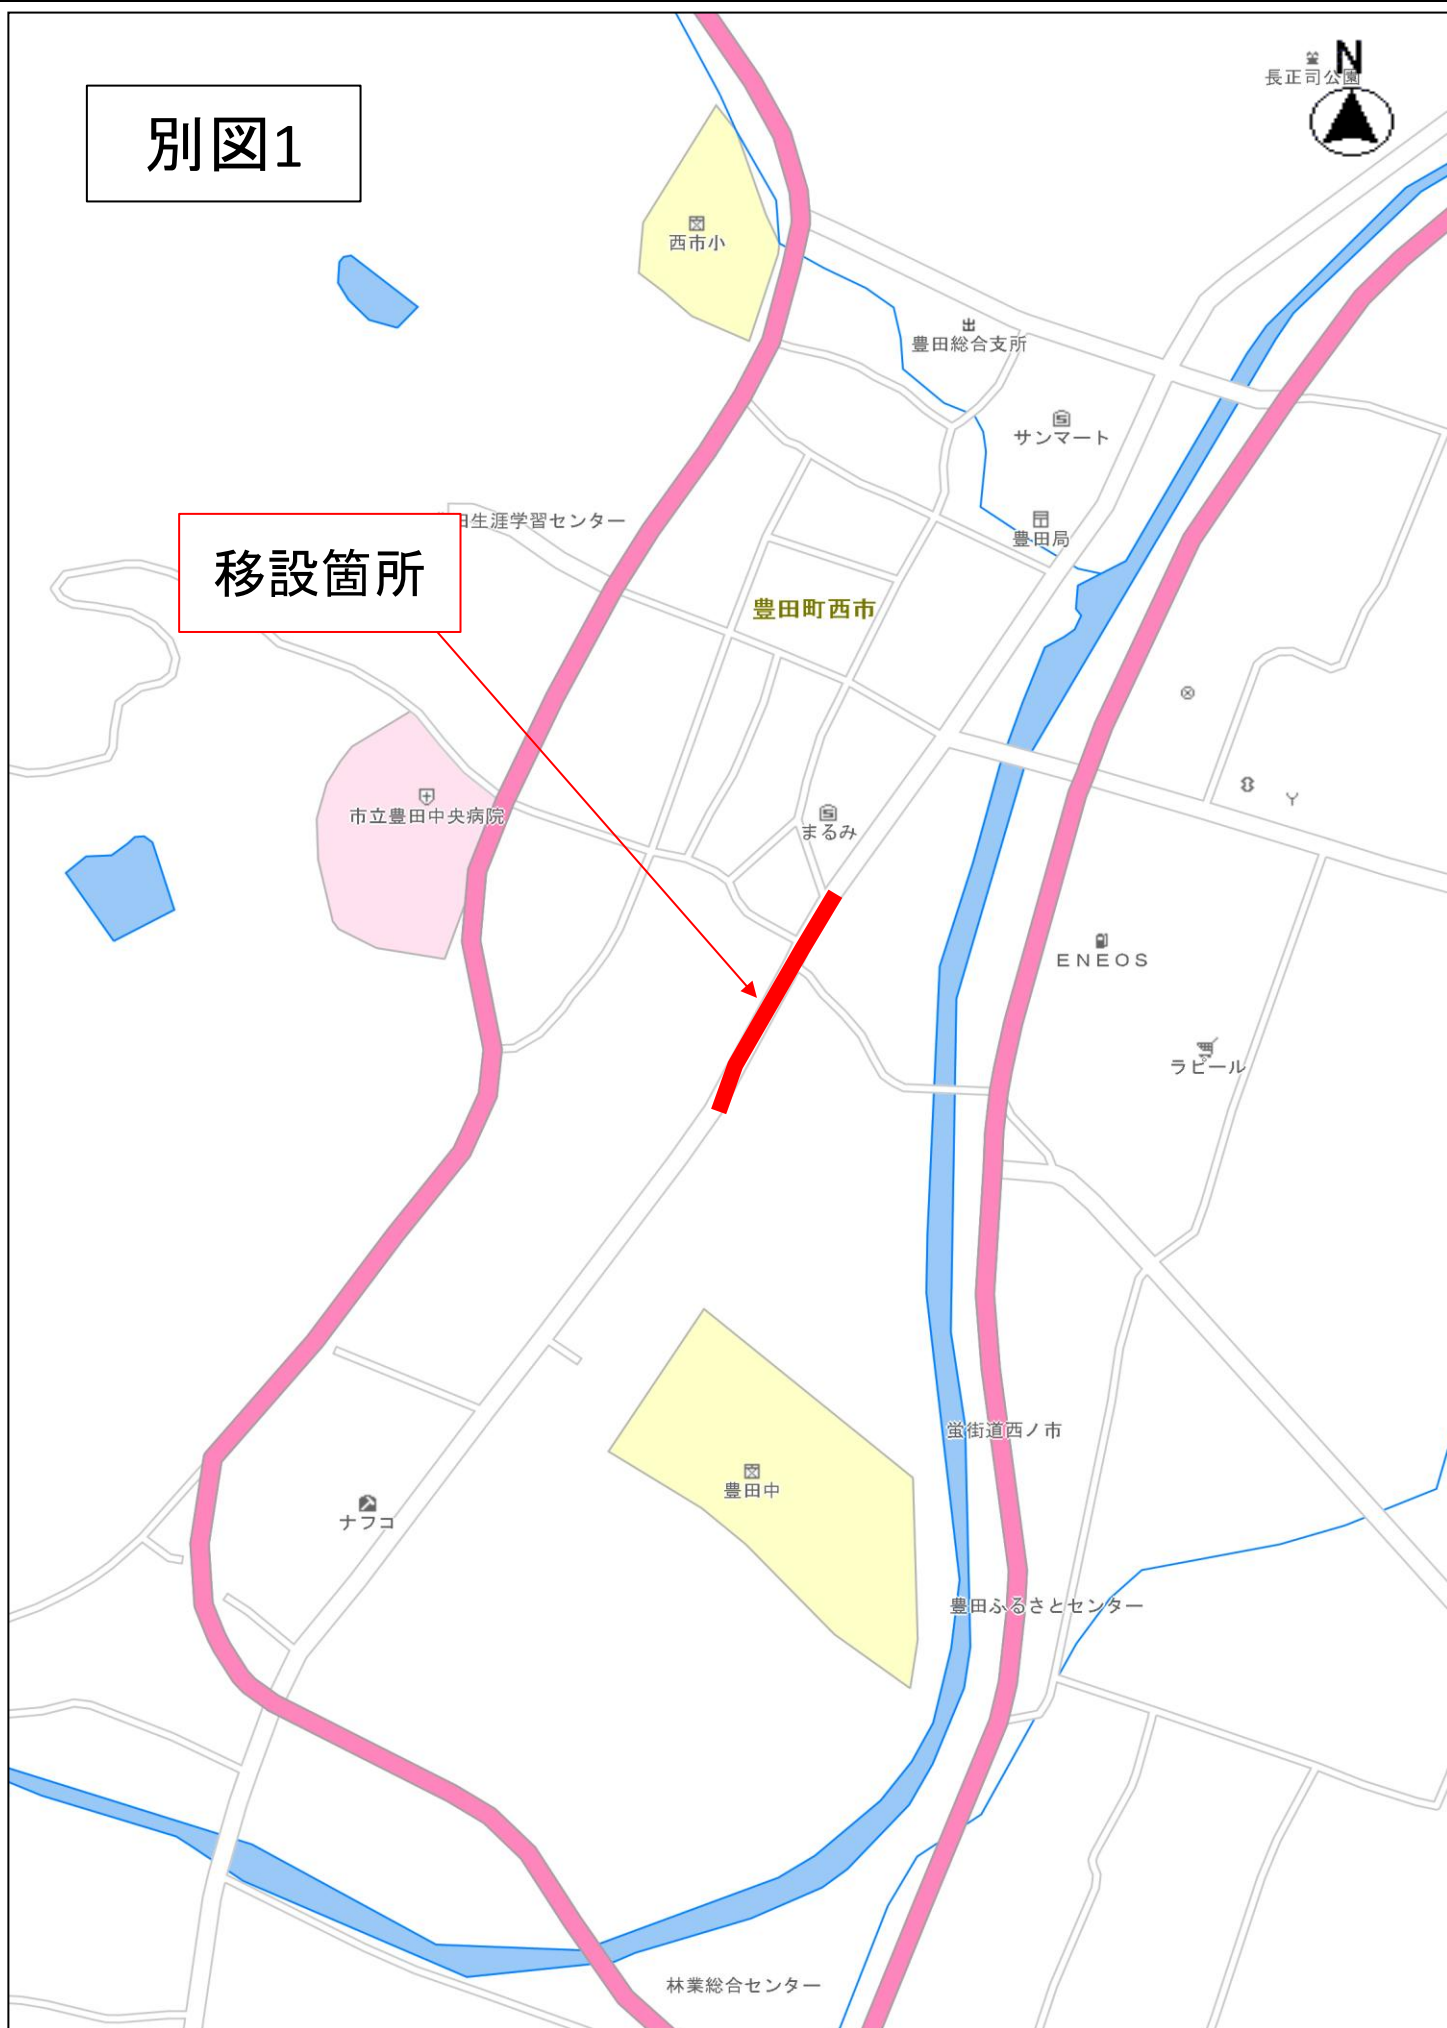 N
長正司公園
別図1
西市小
豊田総合支所
サンマート
田生涯学習センター
豊田局
移設箇所
豊田町西市
市立豊田中央病院
まるみ
ENEOS
ラピール
蛍街道西ノ市
豊田中
ナフコ
豊田ふるさとセンター
林業総合センター